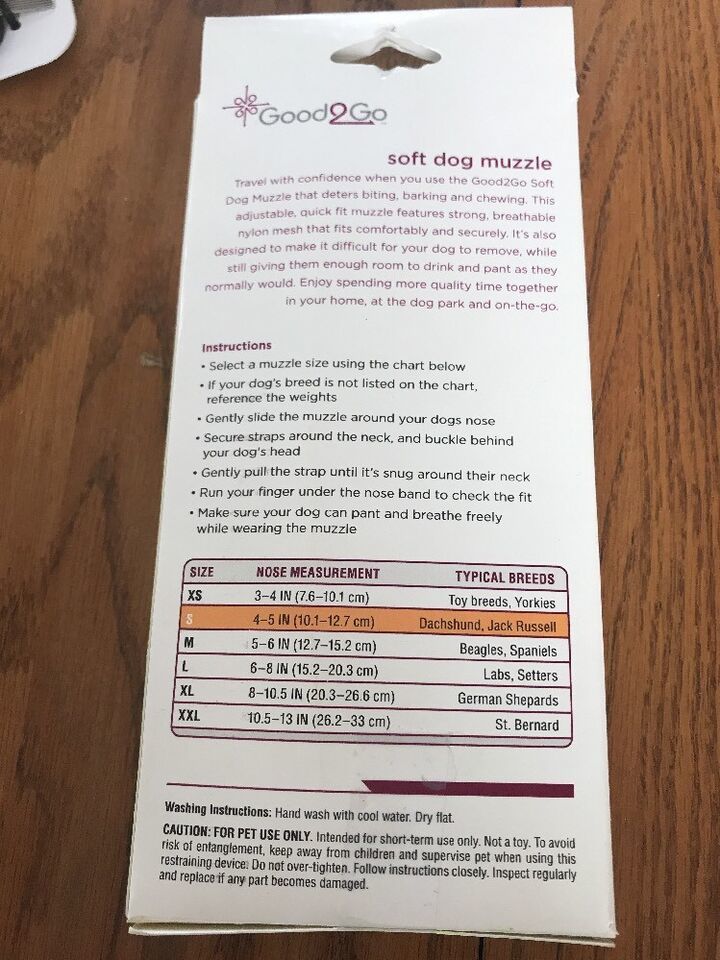 Good2Go
soft dog muzzle
Travel with confidence when you use the Good2Go Soft
Dog Muzzle that deters biting, barking and chewing. This
adjustable, quick fit muzzle features strong, breathable
nylon mesh that fits comfortably and securely. It's also
designed to make it difficult for your dog to remove, while
still giving them enough room to drink and pant as they
normally would. Enjoy spending more quality time together
in your home, at the dog park and on-the-go.
Instructions
• Select a muzzle size using the chart below
• If your dog's breed is not listed on the chart,
reference the weights
• Gently slide the muzzle around your dogs nose
• Secure straps around the neck, and buckle behind
your dog's head
• Gently pull the strap until it's snug around their neck
• Run your finger under the nose band to check the fit
• Make sure your dog can pant and breathe freely
while wearing the muzzle
SIZE NOSE MEASUREMENT TYPICAL BREEDS
XS 3–4 IN (7.6–10.1 cm) Toy breeds, Yorkies
S 4–5 IN (10.1–12.7 cm) Dachshund, Jack Russell
M 5–6 IN (12.7–15.2 cm) Beagles, Spaniels
L 6–8 IN (15.2–20.3 cm) Labs, Setters
XL 8–10.5 IN (20.3–26.6 cm) German Shepards
XXL 10.5–13 IN (26.2–33 cm) St. Bernard
Washing Instructions: Hand wash with cool water. Dry flat.
CAUTION: FOR PET USE ONLY. Intended for short-term use only. Not a toy. To avoid
risk of entanglement, keep away from children and supervise pet when using this
restraining device. Do not over-tighten. Follow instructions closely. Inspect regularly
and replace if any part becomes damaged.